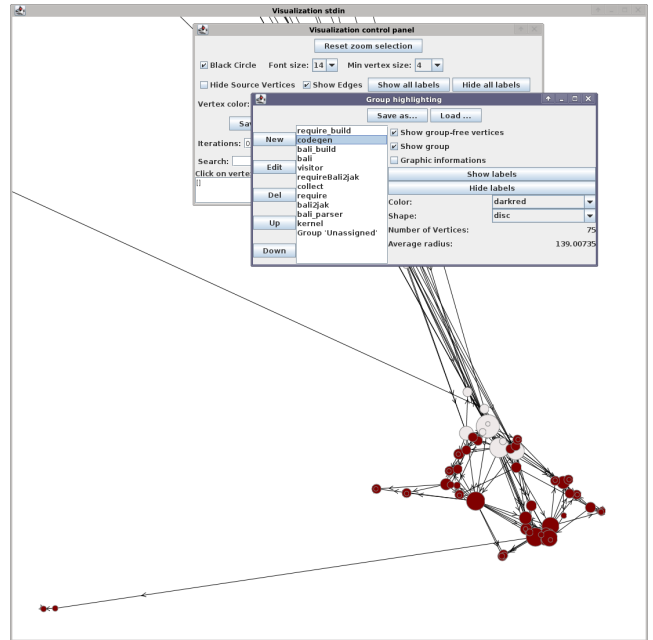 Visualization stdin
Visualization control panel
Reset zoom selection
Black Circle Font size: 14 Min vertex size: 4
Hide Source Vertices Show Edges Show all labels Hide all labels
Vertex color:
Group highlighting
Save as... Load ...
New
Edit
Del
Up
Down
require_build
codegen
bali_build
bali
visitor
requireBali2jak
collect
require
bali2jak
bali_parser
kernel
Group 'Unassigned'
Show group-free vertices
Show group
Graphic informations
Show labels
Hide labels
Color: darkred
Shape: disc
Number of Vertices: 75
Average radius: 139.00735
Iterations:
Search:
Click on verte
[]